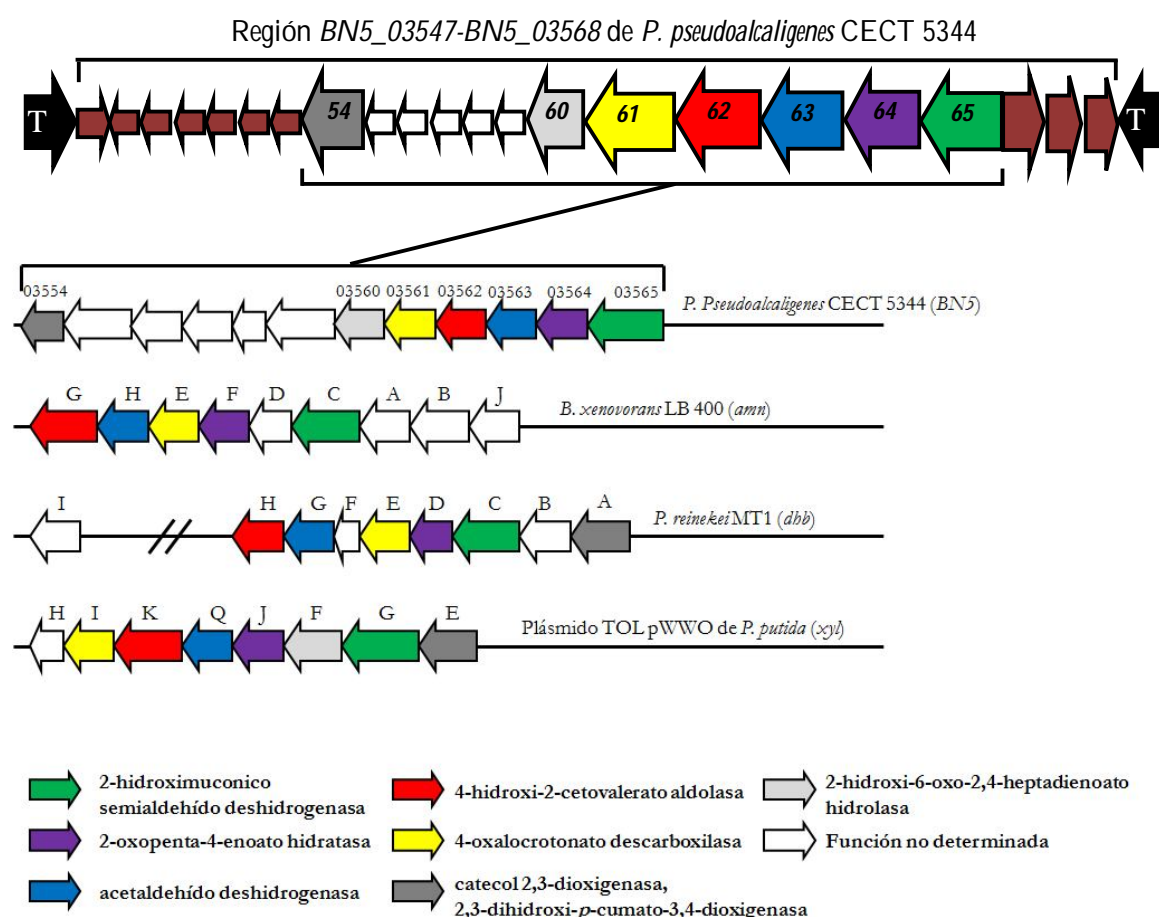 Región BN5_03547-BN5_03568 de P. pseudoalcaligenes CECT 5344
T 54 60 61 62 63 64 65 T
03554 03560 03561 03562 03563 03564 03565
P. Pseudoalcaligenes CECT 5344 (BN5)
G H E F D C A B J
B. xenovorans LB 400 (amn)
I H G F E D C B A
P. reinekei MT1 (dhb)
H I K Q J F G E
Plásmido TOL pWWO de P. putida (xyl)
2-hidroximuconico
semialdehído deshidrogenasa
4-hidroxi-2-cetovalerato aldolasa
2-hidroxi-6-oxo-2,4-heptadienoato
hidrolasa
2-oxopenta-4-enoato hidratasa
4-oxalocrotonato descarboxilasa
Función no determinada
acetaldehído deshidrogenasa
catecol 2,3-dioxigenasa,
2,3-dihidroxi-p-cumato-3,4-dioxigenasa